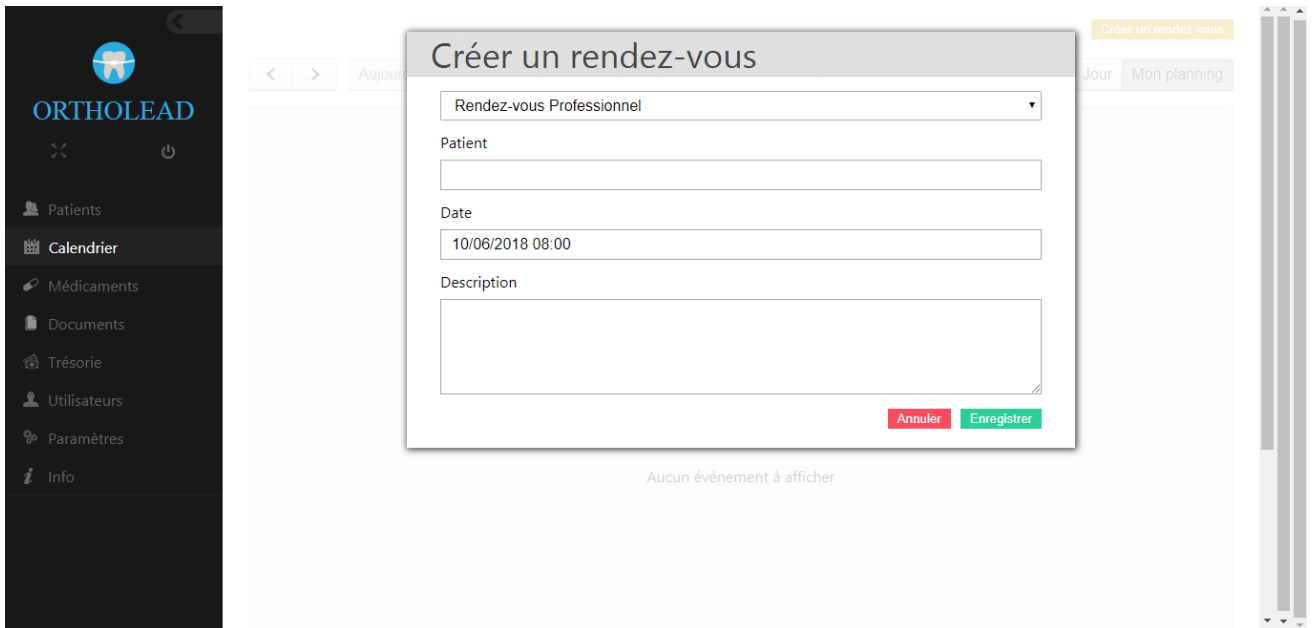 ORTHOLEAD
Patients
Calendrier
Médicaments
Documents
Trésorie
Utilisateurs
Paramètres
Info
Créer un rendez-vous
Jour Mon planning
Créer un rendez-vous
Rendez-vous Professionnel
Patient
Date
10/06/2018 08:00
Description
Annuler Enregistrer
Aucun événement à afficher